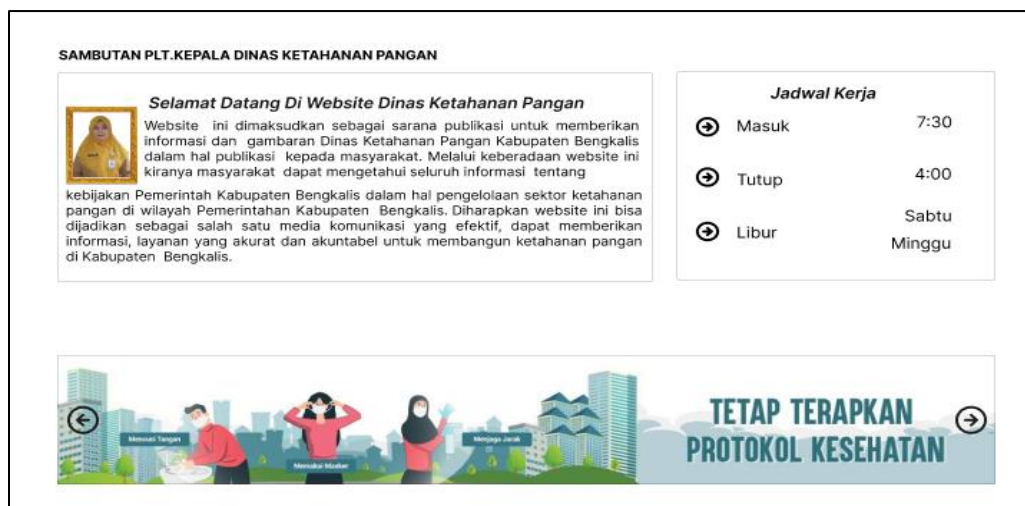 SAMBUTAN PLT.KEPALA DINAS KETAHANAN PANGAN
Selamat Datang Di Website Dinas Ketahanan Pangan
Website ini dimaksudkan sebagai sarana publikasi untuk memberikan
informasi dan gambaran Dinas Ketahanan Pangan Kabupaten Bengkalis
dalam hal publikasi kepada masyarakat. Melalui keberadaan website ini
kiranya masyarakat dapat mengetahui seluruh informasi tentang
kebijakan Pemerintah Kabupaten Bengkalis dalam hal pengelolaan sektor ketahanan
pangan di wilayah Pemerintahan Kabupaten Bengkalis. Diharapkan website ini bisa
dijadikan sebagai salah satu media komunikasi yang efektif, dapat memberikan
informasi, layanan yang akurat dan akuntabel untuk membangun ketahanan pangan
di Kabupaten Bengkalis.
Jadwal Kerja
Masuk 7:30
Tutup 4:00
Libur Sabtu
Minggu
Mencuci Tangan
Memakai Masker
Menjaga Jarak
TETAP TERAPKAN
PROTOKOL KESEHATAN